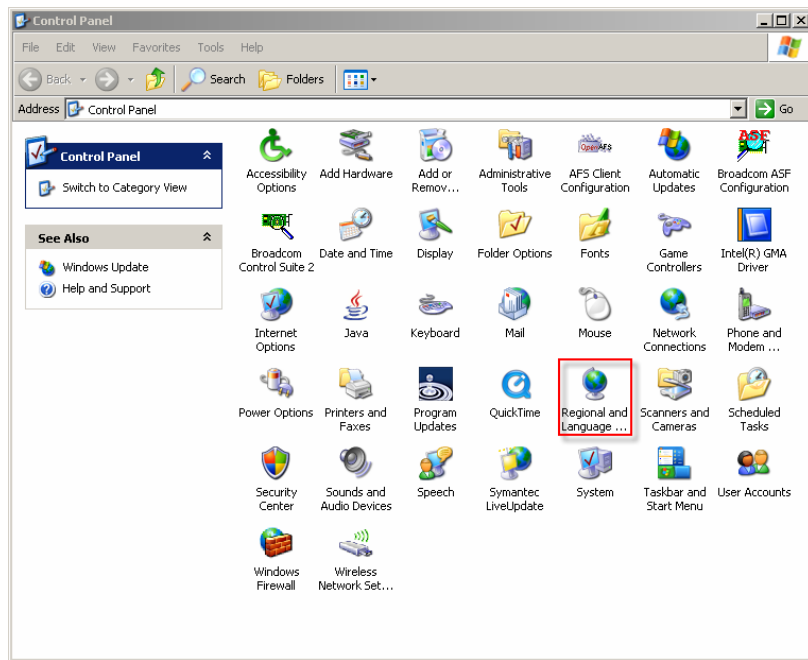 Control Panel
File Edit View Favorites Tools Help
Back Search Folders
Address Control Panel Go
Control Panel
Switch to Category View
See Also
Windows Update
Help and Support
Accessibility Options
Add Hardware
Add or Remov...
Administrative Tools
OpenAFS
AFS Client Configuration
Automatic Updates
ASF
Broadcom ASF Configuration
Broadcom Control Suite 2
Date and Time
Display
Folder Options
Fonts
Game Controllers
Intel(R) GMA Driver
Internet Options
Java
Keyboard
Mail
Mouse
Network Connections
Phone and Modem ...
Power Options
Printers and Faxes
Program Updates
QuickTime
Regional and Language ...
Scanners and Cameras
Scheduled Tasks
Security Center
Sounds and Audio Devices
Speech
Symantec LiveUpdate
System
Taskbar and Start Menu
User Accounts
Windows Firewall
Wireless Network Set...